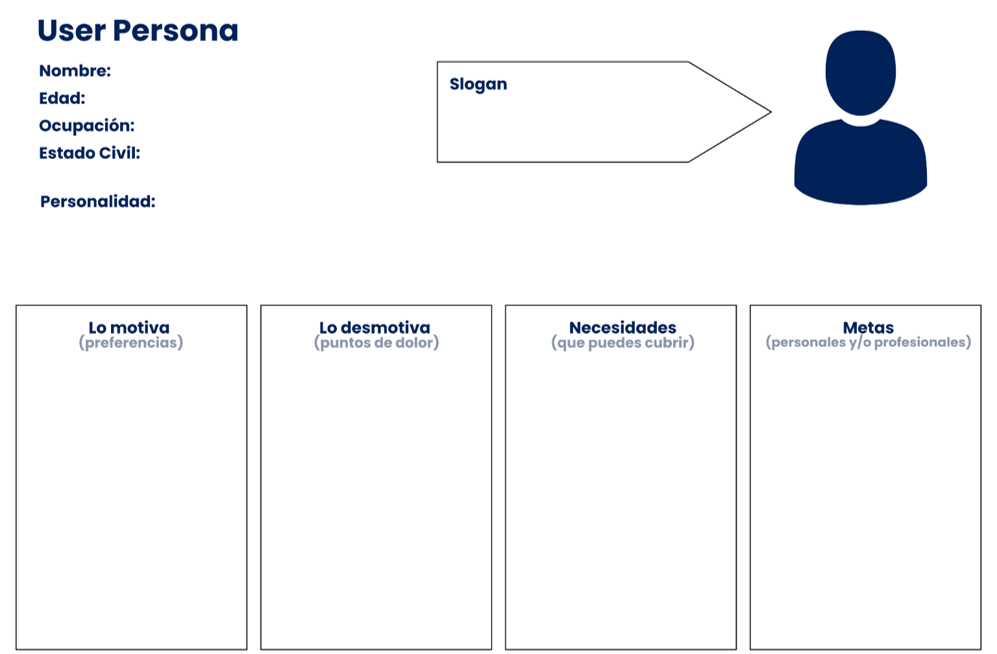 User Persona
Nombre:
Edad:
Ocupación:
Estado Civil:
Personalidad:
Slogan
Lo motiva
(preferencias)
Lo desmotiva
(puntos de dolor)
Necesidades
(que puedes cubrir)
Metas
(personales y/o profesionales)